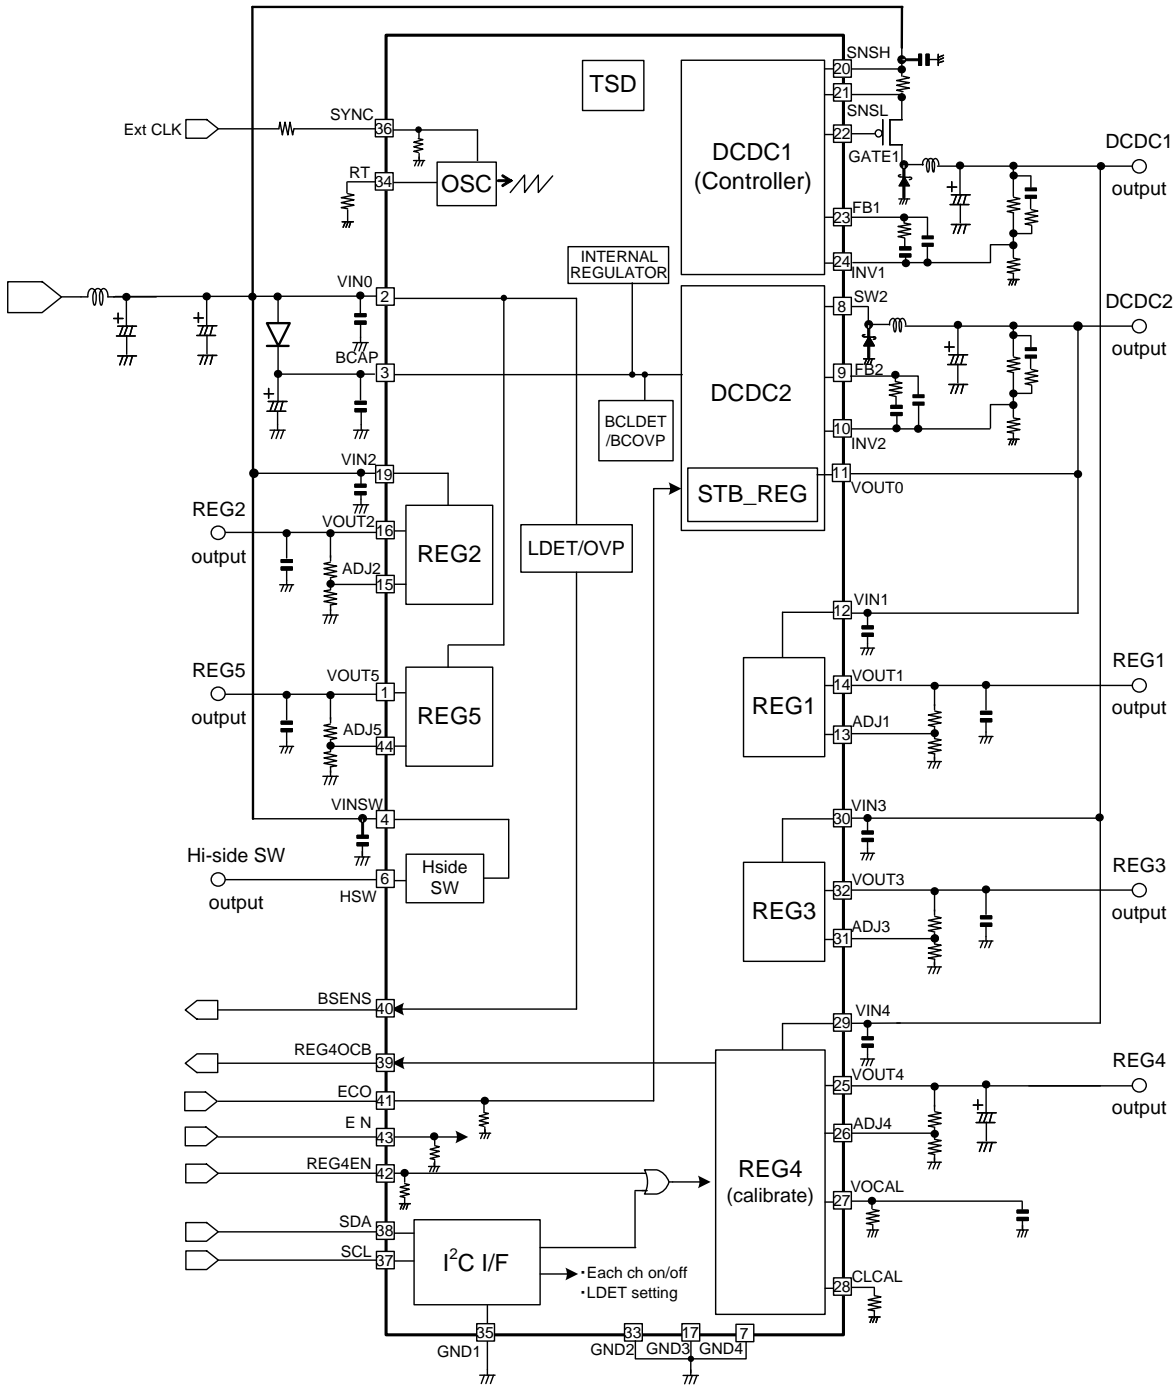 SNSH
20
TSD
21
SYNC
SNSL
Ext CLK
36
22
DCDC1
DCDC1
(Controller)
GATE1
RT
34
OSC
output
FB1
23
INTERNAL
REGULATOR
24
INV1
VIN0
2
SW2
8
DCDC2
output
BCAP
3
9
FB2
DCDC2
BCLDET
/BCOVP
10
INV2
VIN2
19
11
VOUT0
STB_REG
REG2
VOUT2
16
output
REG2
LDET/OVP
ADJ2
15
VIN1
12
REG5
VOUT5
1
output
REG5
REG1
VOUT1
14
REG1
output
ADJ5
44
ADJ1
13
VINSW
4
VIN3
30
Hi-side SW
6
Hside
SW
output
HSW
REG3
VOUT3
32
REG3
output
ADJ3
31
BSENS
40
VIN4
29
REG4OCB
39
REG4
VOUT4
25
output
ECO
41
EN
43
ADJ4
26
REG4EN
42
REG4
(calibrate)
VOCAL
27
SDA
38
SCL
37
I²C I/F
・Each ch on/off
・LDET setting
CLCAL
28
35
33
17
7
GND1
GND2
GND3
GND4